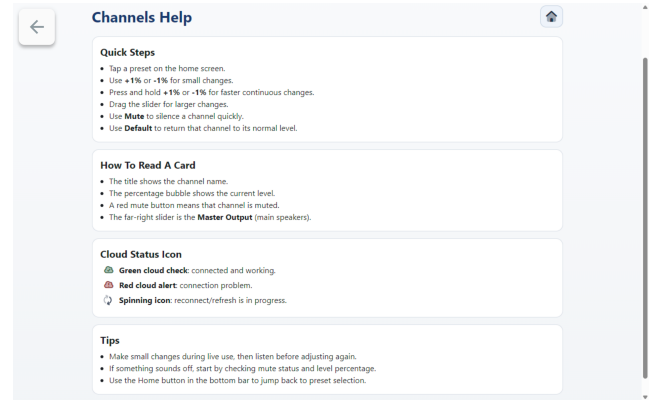 Channels Help
Quick Steps
Tap a preset on the home screen.
Use +1% or -1% for small changes.
Press and hold +1% or -1% for faster continuous changes.
Drag the slider for larger changes.
Use Mute to silence a channel quickly.
Use Default to return that channel to its normal level.
How To Read A Card
The title shows the channel name.
The percentage bubble shows the current level.
A red mute button means that channel is muted.
The far-right slider is the Master Output (main speakers).
Cloud Status Icon
Green cloud check: connected and working.
Red cloud alert: connection problem.
Spinning icon: reconnect/refresh is in progress.
Tips
Make small changes during live use, then listen before adjusting again.
If something sounds off, start by checking mute status and level percentage.
Use the Home button in the bottom bar to jump back to preset selection.